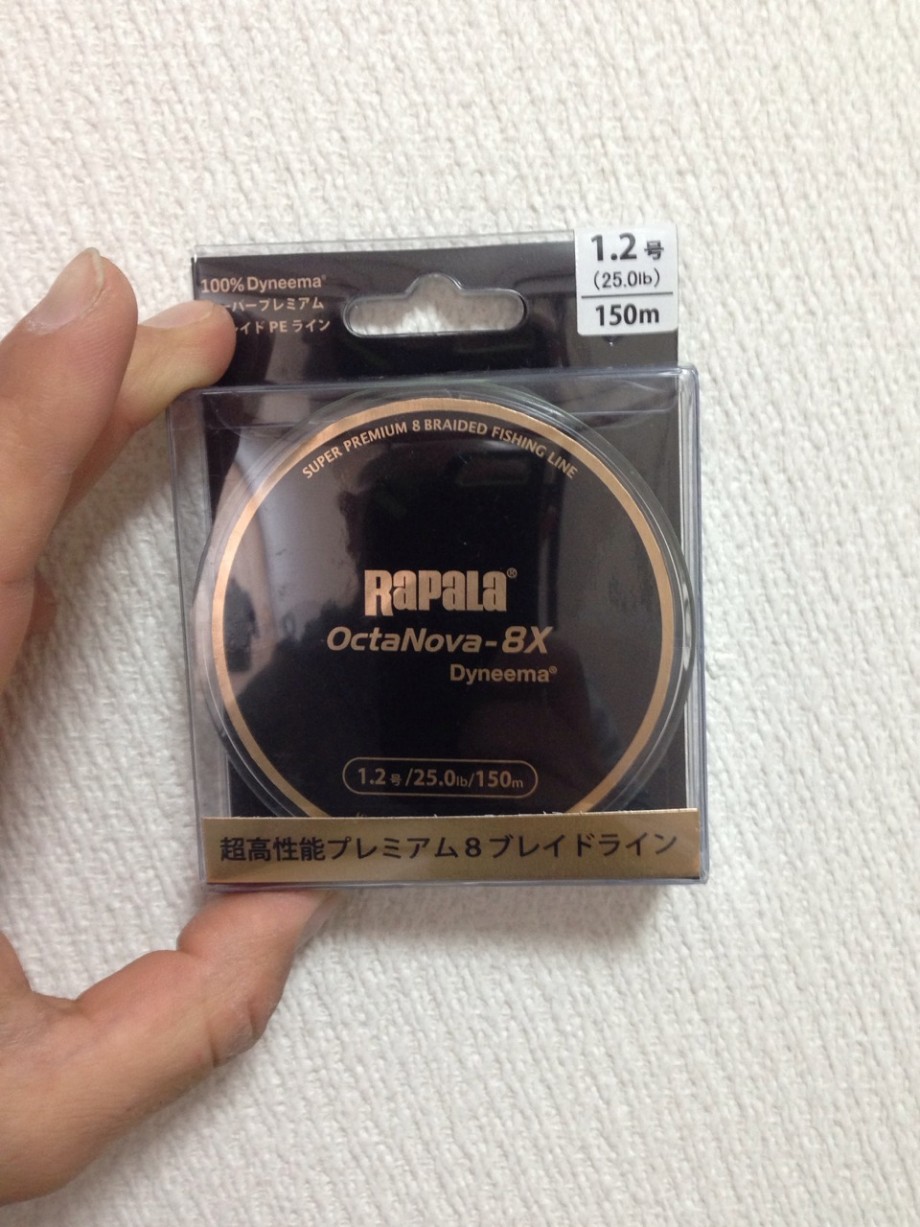 1.2号
(25.0lb)
150m
100% Dyneema®
パープレミアム
イド PE ライン
SUPER PREMIUM 8 BRAIDED FISHING LINE
RAPALA®
OctaNova-8X
Dyneema®
1.2号/25.0lb/150m
超高性能プレミアム8ブレイドライン